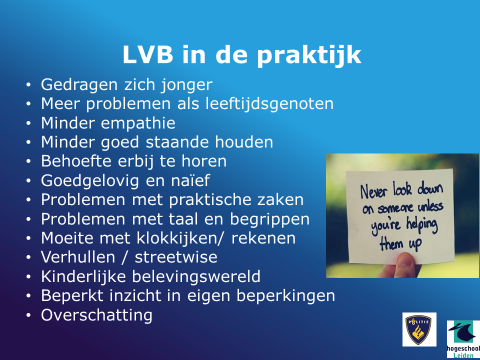 LVB in de praktijk
• Gedragen zich jonger
• Meer problemen als leeftijdsgenoten
• Minder empathie
• Minder goed staande houden
• Behoefte erbij te horen
• Goedgelovig en naïef
• Problemen met praktische zaken
• Problemen met taal en begrippen
• Moeite met klokkijken/ rekenen
• Verhullen / streetwise
• Kinderlijke belevingswereld
• Beperkt inzicht in eigen beperkingen
• Overschatting
Never look down
on someone unless
you're helping
them up
POLITIE
hogeschool
Leiden